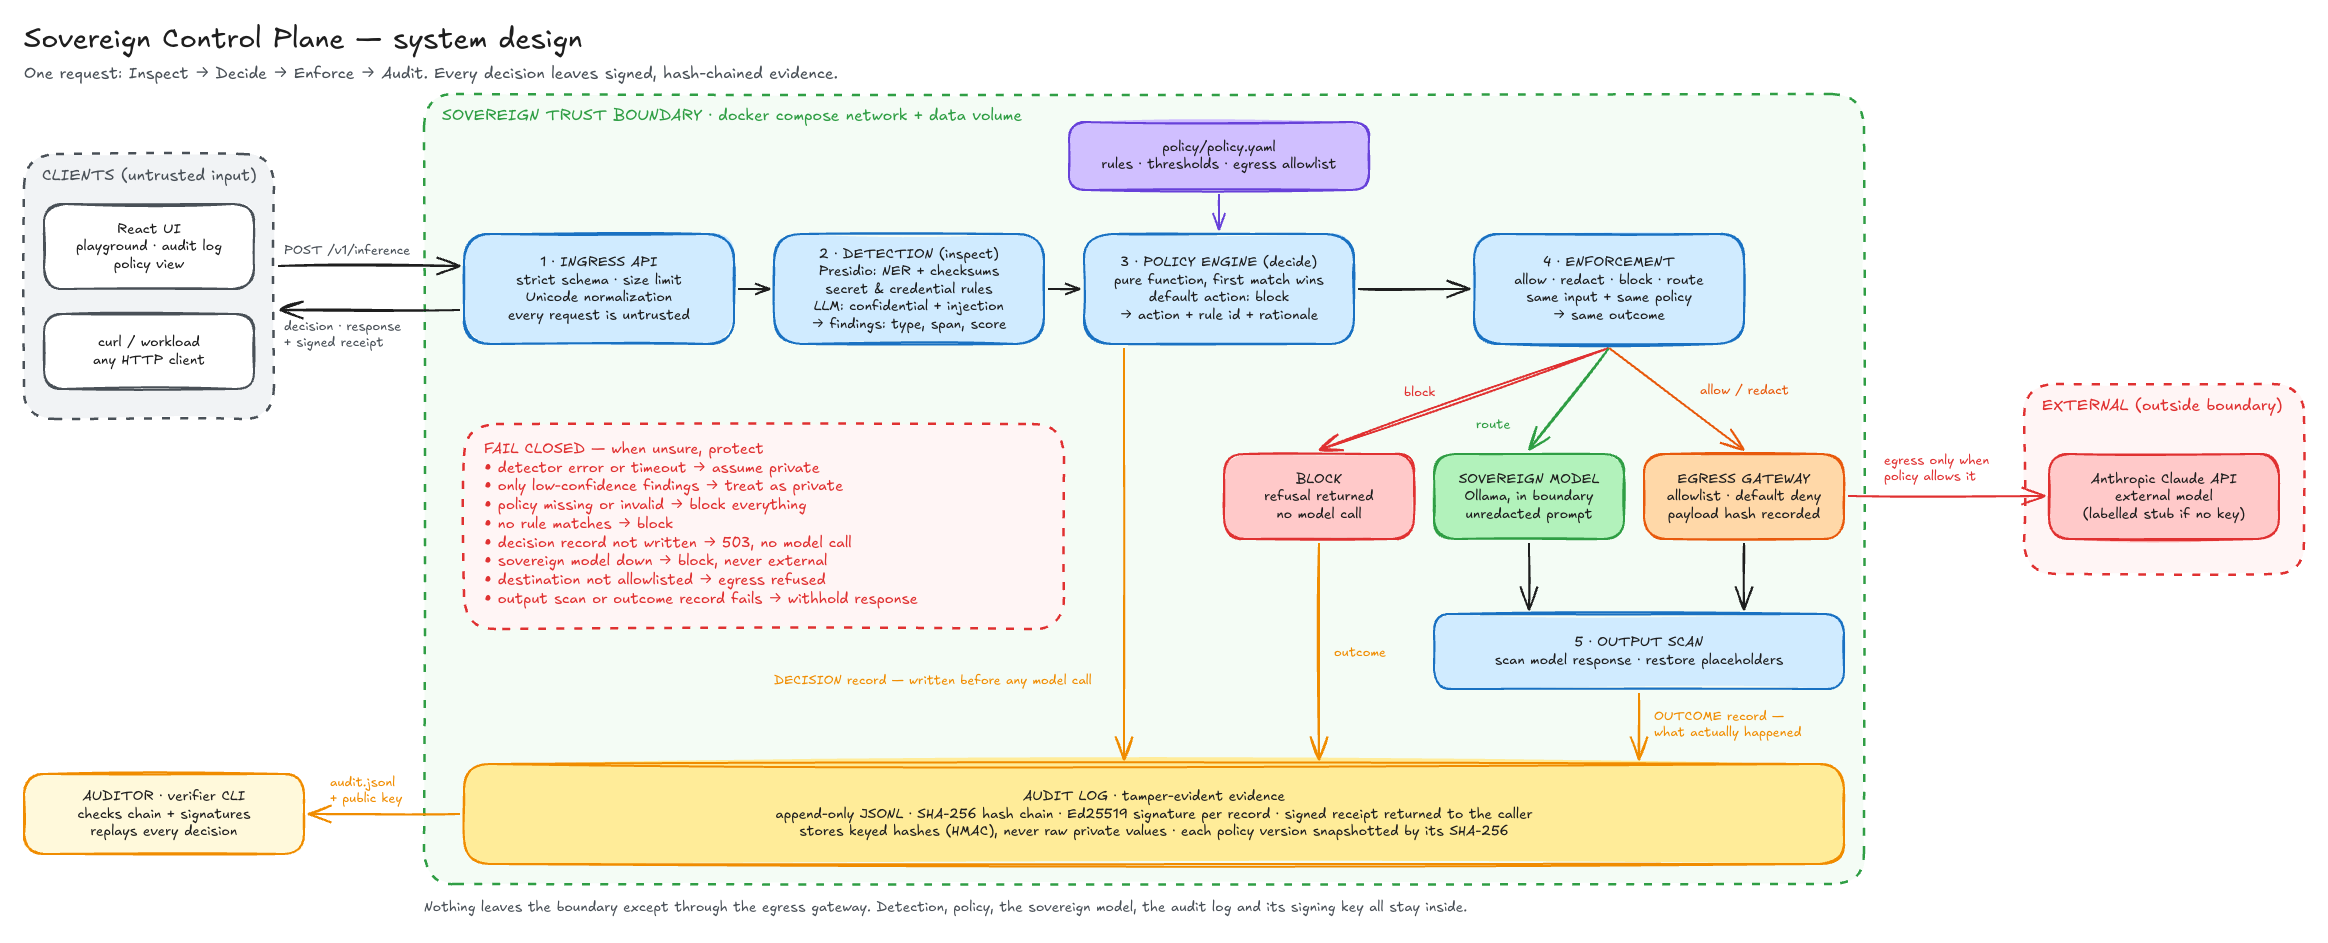 Sovereign Control Plane — system design
One request: Inspect → Decide → Enforce → Audit. Every decision leaves signed, hash-chained evidence.
SOVEREIGN TRUST BOUNDARY · docker compose network + data volume
policy/policy.yaml
rules · thresholds · egress allowlist
CLIENTS (untrusted input)
React UI
playground · audit log
policy view
curl / workload
any HTTP client
POST /v1/inference
decision · response
+ signed receipt
1 · INGRESS API
strict schema · size limit
Unicode normalization
every request is untrusted
2 · DETECTION (inspect)
Presidio: NER + checksums
secret & credential rules
LLM: confidential + injection
→ findings: type, span, score
3 · POLICY ENGINE (decide)
pure function, first match wins
default action: block
→ action + rule id + rationale
4 · ENFORCEMENT
allow · redact · block · route
same input + same policy
→ same outcome
block
route
allow / redact
FAIL CLOSED — when unsure, protect
• detector error or timeout → assume private
• only low-confidence findings → treat as private
• policy missing or invalid → block everything
• no rule matches → block
• decision record not written → 503, no model call
• sovereign model down → block, never external
• destination not allowlisted → egress refused
• output scan or outcome record fails → withhold response
BLOCK
refusal returned
no model call
SOVEREIGN MODEL
Ollama, in boundary
unredacted prompt
EGRESS GATEWAY
allowlist · default deny
payload hash recorded
egress only when
policy allows it
EXTERNAL (outside boundary)
Anthropic Claude API
external model
(labelled stub if no key)
5 · OUTPUT SCAN
scan model response · restore placeholders
outcome
DECISION record — written before any model call
OUTCOME record —
what actually happened
AUDIT LOG · tamper-evident evidence
append-only JSONL · SHA-256 hash chain · Ed25519 signature per record · signed receipt returned to the caller
stores keyed hashes (HMAC), never raw private values · each policy version snapshotted by its SHA-256
audit.jsonl
+ public key
AUDITOR · verifier CLI
checks chain + signatures
replays every decision
Nothing leaves the boundary except through the egress gateway. Detection, policy, the sovereign model, the audit log and its signing key all stay inside.